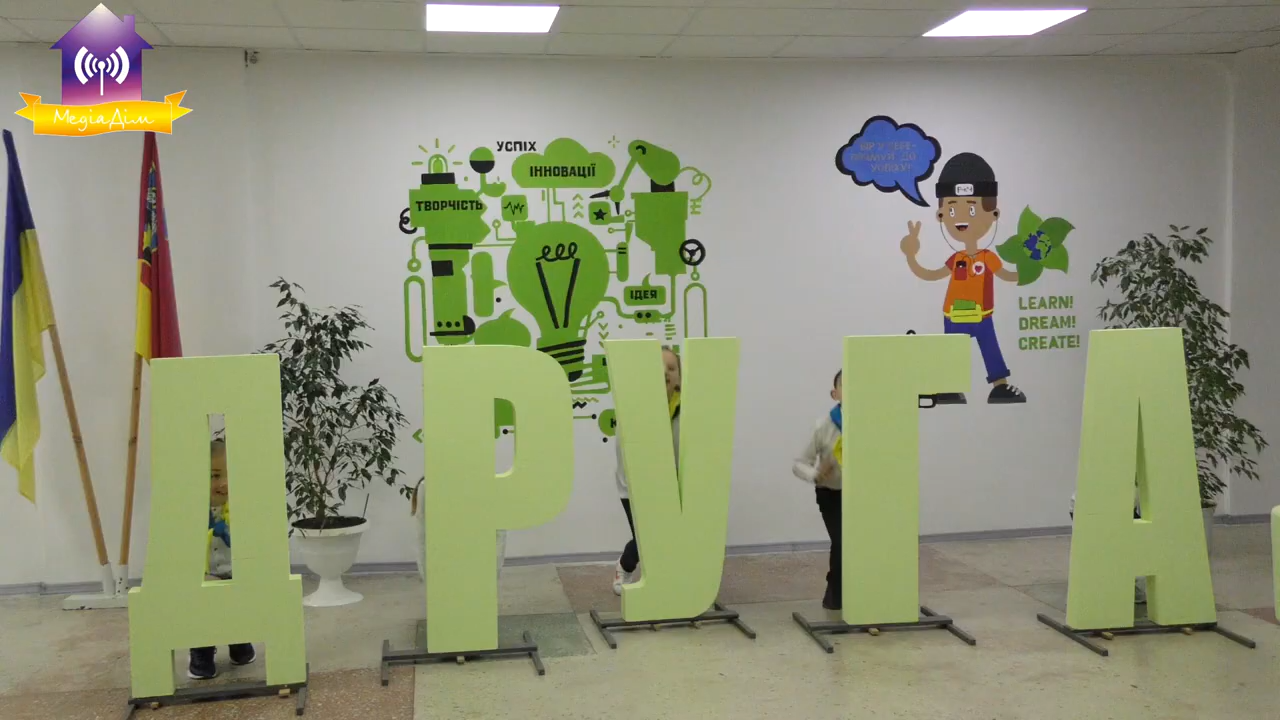 МедіаДім
УСПІХ
ІННОВАЦІЇ
ТВОРЧІСТЬ
ІДЕЯ
LEARN!
DREAM!
CREATE!
ДРУГА